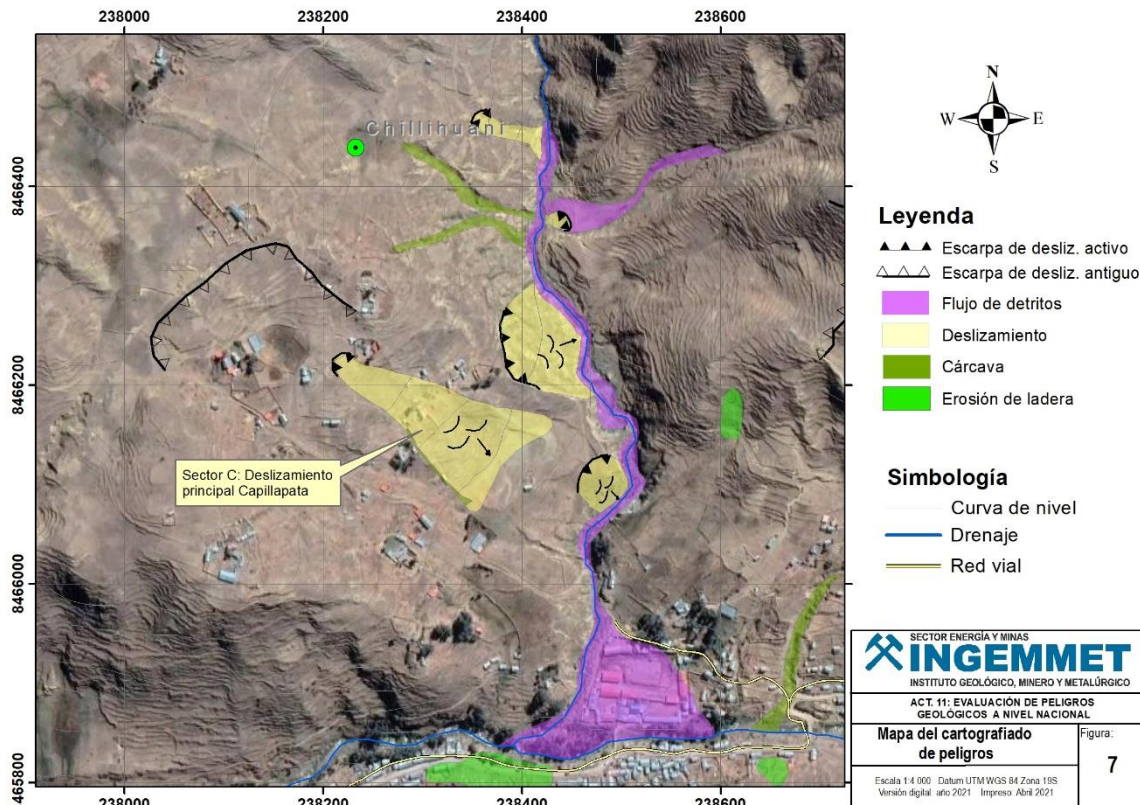 238000 238200 238400 238600
8466400
8466200
8466000
465800
Chillihuani
Sector C: Deslizamiento
principal Capillapata
238000 238200 238400 238600
N
W E
S
Leyenda
Escarpa de desliz. activo
Escarpa de desliz. antiguo
Flujo de detritos
Deslizamiento
Cárcava
Erosión de ladera
Simbología
Curva de nivel
Drenaje
Red vial
SECTOR ENERGÍA Y MINAS
INGEMMET
INSTITUTO GEOLÓGICO, MINERO Y METALÚRGICO
ACT. 11: EVALUACIÓN DE PELIGROS
GEOLÓGICOS A NIVEL NACIONAL
Mapa del cartografiado
de peligros
Figura:
7
Escala 1:4 000 Datum UTM WGS 84 Zona 19S
Versión digital: año 2021 Impreso Abril 2021